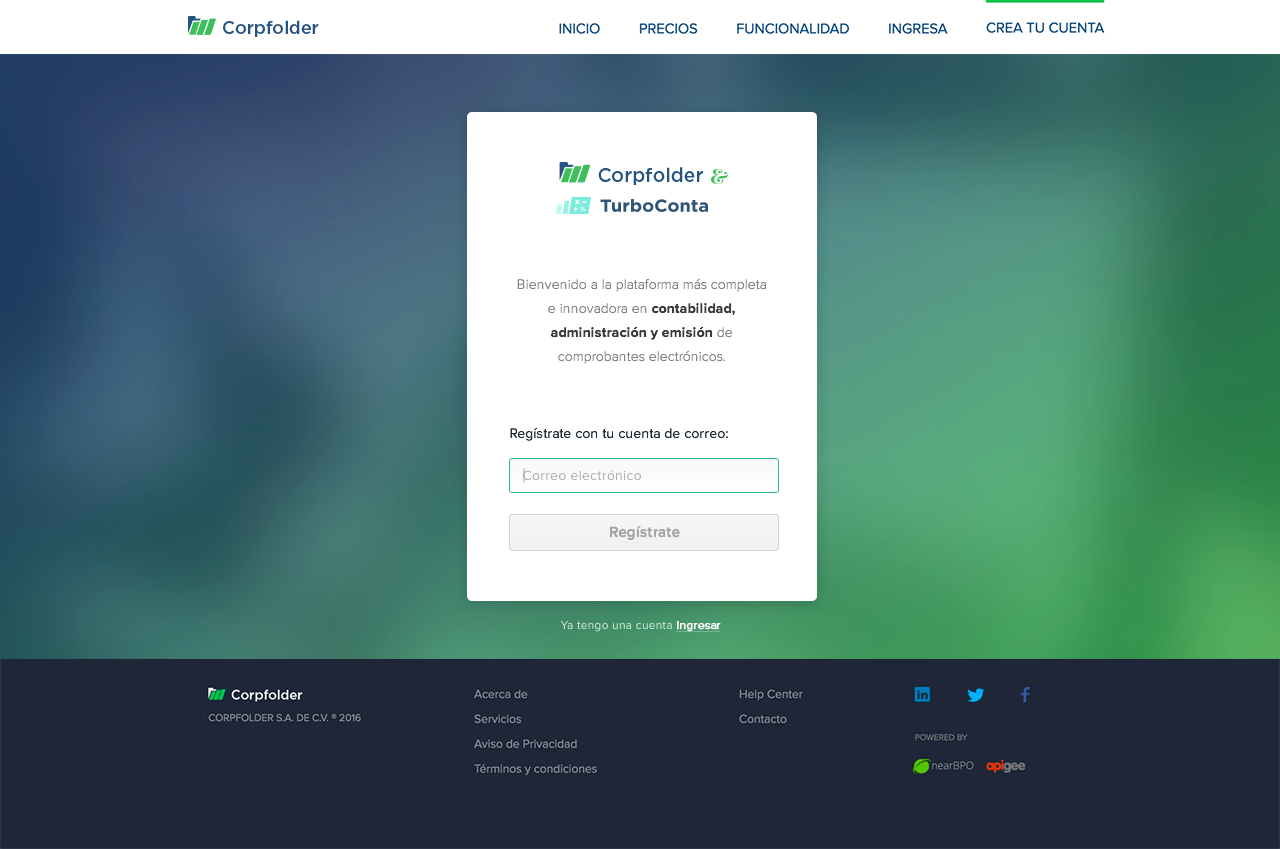 Corpfolder
INICIO PRECIOS FUNCIONALIDAD INGRESA CREA TU CUENTA
Corpfolder &
TurboConta
Bienvenido a la plataforma más completa
e innovadora en contabilidad,
administración y emisión de
comprobantes electrónicos.
Regístrate con tu cuenta de correo:
Correo electrónico
Regístrate
Ya tengo una cuenta Ingresar
Corpfolder
CORPFOLDER S.A. DE C.V. ® 2016
Acerca de
Servicios
Aviso de Privacidad
Términos y condiciones
Help Center
Contacto
in f
POWERED BY
nearBPO apigee